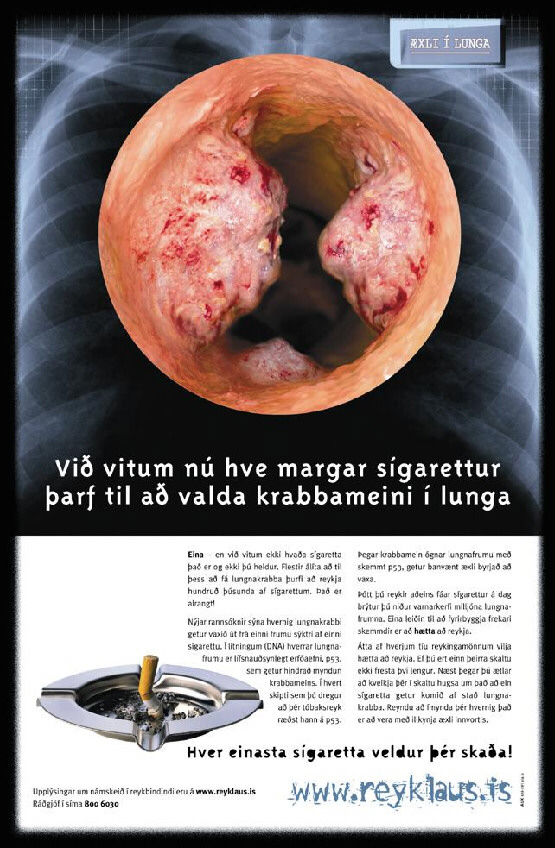 ÆXLI Í LUNGA
Við vitum nú hve margar sígarettur
þarf til að valda krabbameini í lunga
Eina – en við vitum ekki hvaða sígaretta
það er og ekki þú heldur. Flestir álíta að til
þess að fá lungnakrabba þurfi að reykja
hundruð þúsunda af sígarettum. Það er
alrangt!
Nýjar rannsóknir sýna hvernig lungnakrabbi
getur vaxið út frá einni frumu sýktri af einni
sígarettu. Í litningum (DNA) hverrar lungna-
frumu er lífsnauðsynlegt erfðaefni, p53,
sem getur hindrað myndun
krabbameins. Í hvert
skipti sem þú dregur
að þér tóbaksreyk
ræðst hann á p53.
Þegar krabbamein ógnar lungnafrumu með
skemmt p53, getur banvænt æxli byrjað að
vaxa.
Þótt þú reykir aðeins fáar sígarettur á dag
brýtur þú niður varnarkerfi milljóna lungna-
frumna. Eina leiðin til að fyrirbyggja frekari
skemmdir er að hætta að reykja.
Átta af hverjum tíu reykingamönnum vilja
hætta að reykja. Ef þú ert einn þeirra skaltu
ekki fresta því lengur. Næst þegar þú ætlar
að kveikja þér í skaltu hugsa um það að ein
sígaretta getur komið af stað lungna-
krabba. Reyndu að ímynda þér hvernig það
er að vera með illkynja æxli innvortis.
Hver einasta sígaretta veldur þér skaða!
Upplýsingar um námskeið í reykbindindi eru á www.reyklaus.is
Ráðgjöf í síma 800 6030
www.reyklaus.is